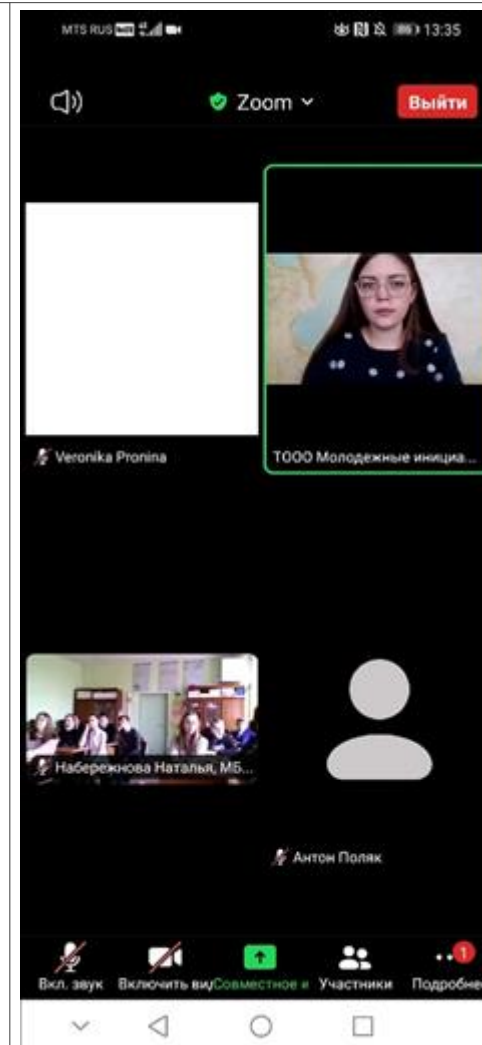 MTS RUS 13:35
Zoom
Выйти
Veronika Pronina
ТООО Молодежные инициа...
Набережнова Наталья, МБ...
Антон Поляк
1
Вкл. звук Включить ви Совместное и Участники Подробнее